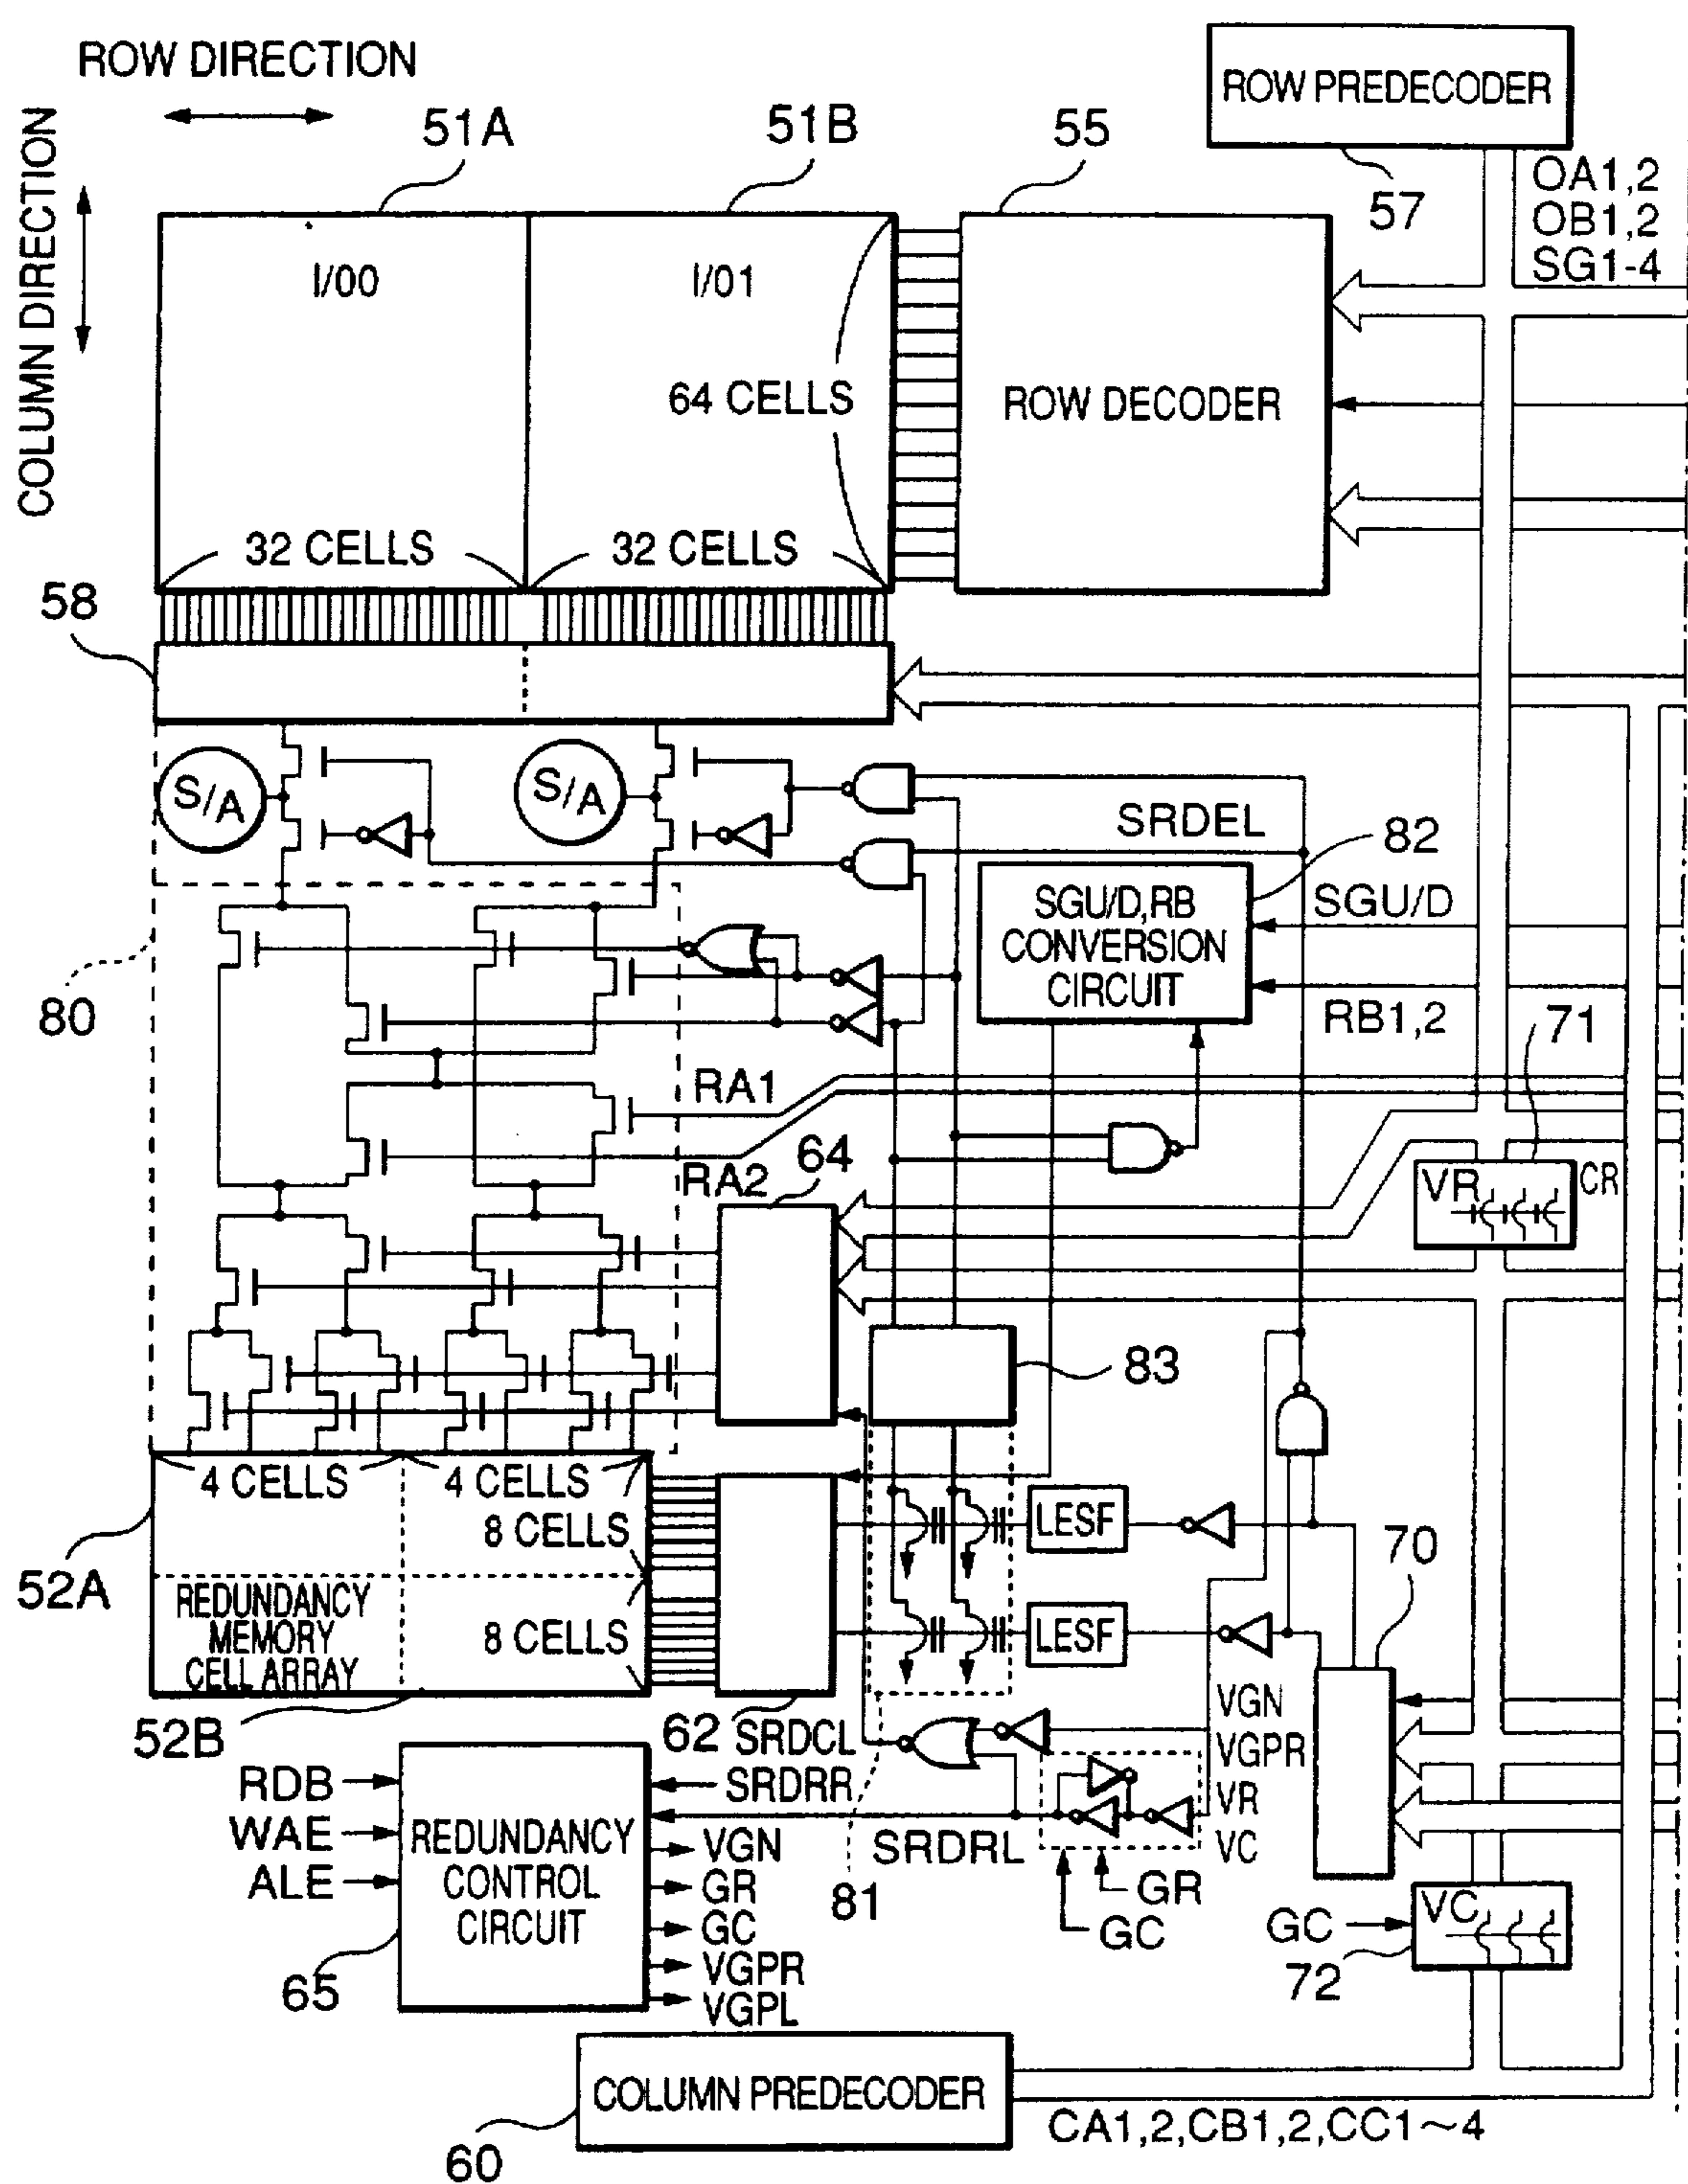 ROW DIRECTION
COLUMN DIRECTION
51A
51B
55
ROW PREDECODER
57
OA1,2
OB1,2
SG1-4
I/00
I/01
64 CELLS
ROW DECODER
32 CELLS
32 CELLS
58
S/A
S/A
SRDEL
82
SGU/D,RB
CONVERSION
CIRCUIT
SGU/D
RB1,2
80
71
RA1
RA2
64
VR
CR
83
4 CELLS
4 CELLS
8 CELLS
LESF
70
52A
REDUNDANCY
MEMORY
CELL ARRAY
8 CELLS
LESF
52B
62
SRDCL
VGN
VGPR
VR
VC
RDB
WAE
ALE
REDUNDANCY
CONTROL
CIRCUIT
SRDRR
SRDRL
VGN
GR
GC
VGPR
VGPL
81
GR
GC
GC
VC
72
65
COLUMN PREDECODER
60
CA1,2,CB1,2,CC1~4